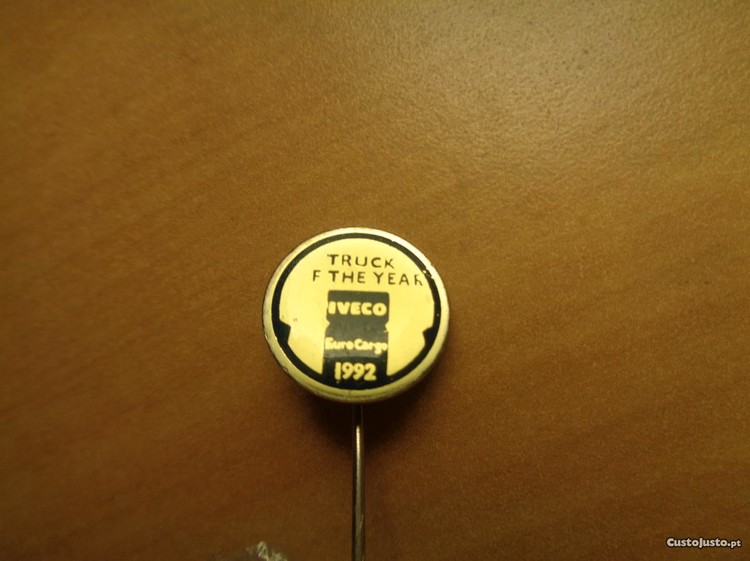 TRUCK
F THE YEAR
IVECO
EuroCargo
1992
CustoJusto.pt